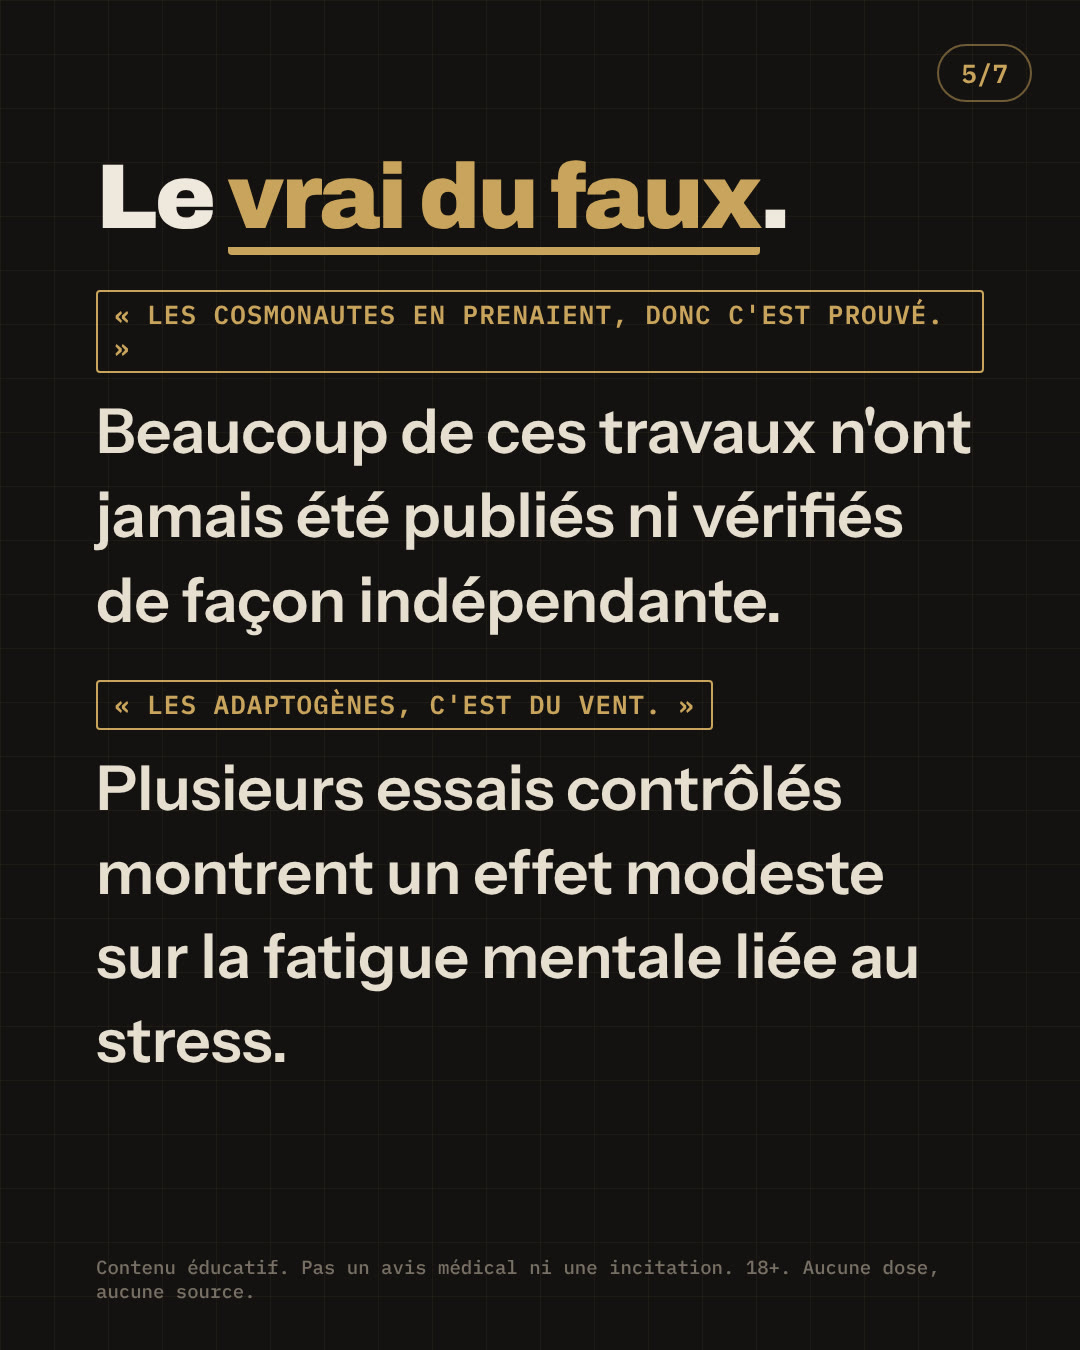 5/7
Le vrai du faux.
« LES COSMONAUTES EN PRENAIENT, DONC C'EST PROUVÉ.
»
Beaucoup de ces travaux n'ont
jamais été publiés ni vérifiés
de façon indépendante.
« LES ADAPTOGÈNES, C'EST DU VENT. »
Plusieurs essais contrôlés
montrent un effet modeste
sur la fatigue mentale liée au
stress.
Contenu éducatif. Pas un avis médical ni une incitation. 18+. Aucune dose,
aucune source.